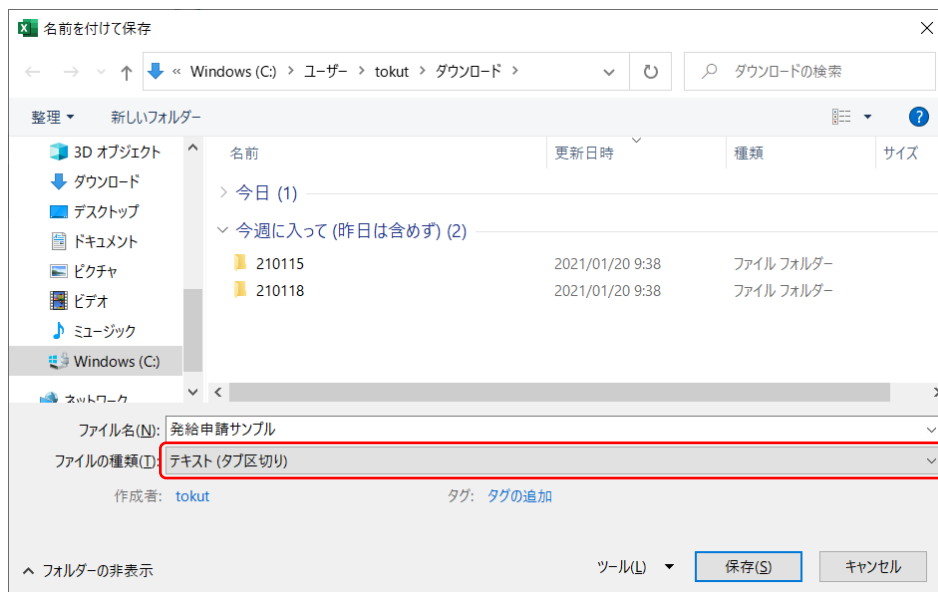 名前を付けて保存
« Windows (C:) > ユーザー > tokut > ダウンロード >
ダウンロードの検索
整理 新しいフォルダー
?
名前 更新日時 種類 サイズ
3D オブジェクト
ダウンロード
デスクトップ
ドキュメント
ピクチャ
ビデオ
ミュージック
Windows (C:)
ネットワーク
今日 (1)
今週に入って (昨日は含めず) (2)
210115 2021/01/20 9:38 ファイル フォルダー
210118 2021/01/20 9:38 ファイル フォルダー
ファイル名(N): 発給申請サンプル
ファイルの種類(T): テキスト (タブ区切り)
作成者: tokut タグ: タグの追加
フォルダーの非表示 ツール(L) 保存(S) キャンセル